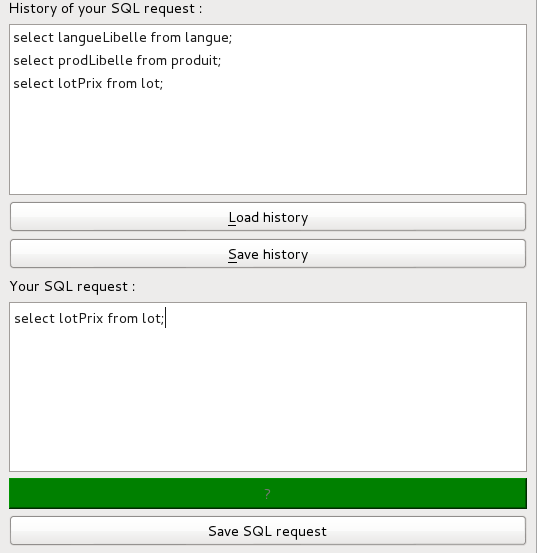 History of your SQL request :
select langueLibelle from langue;
select prodLibelle from produit;
select lotPrix from lot;
Load history
Save history
Your SQL request :
select lotPrix from lot;
?
Save SQL request